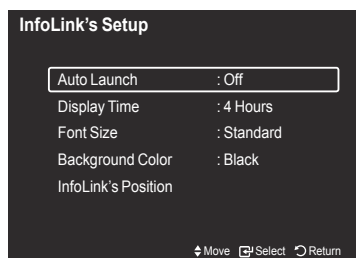 InfoLink's Setup
Auto Launch : Off
Display Time : 4 Hours
Font Size : Standard
Background Color : Black
InfoLink's Position
Move Select Return